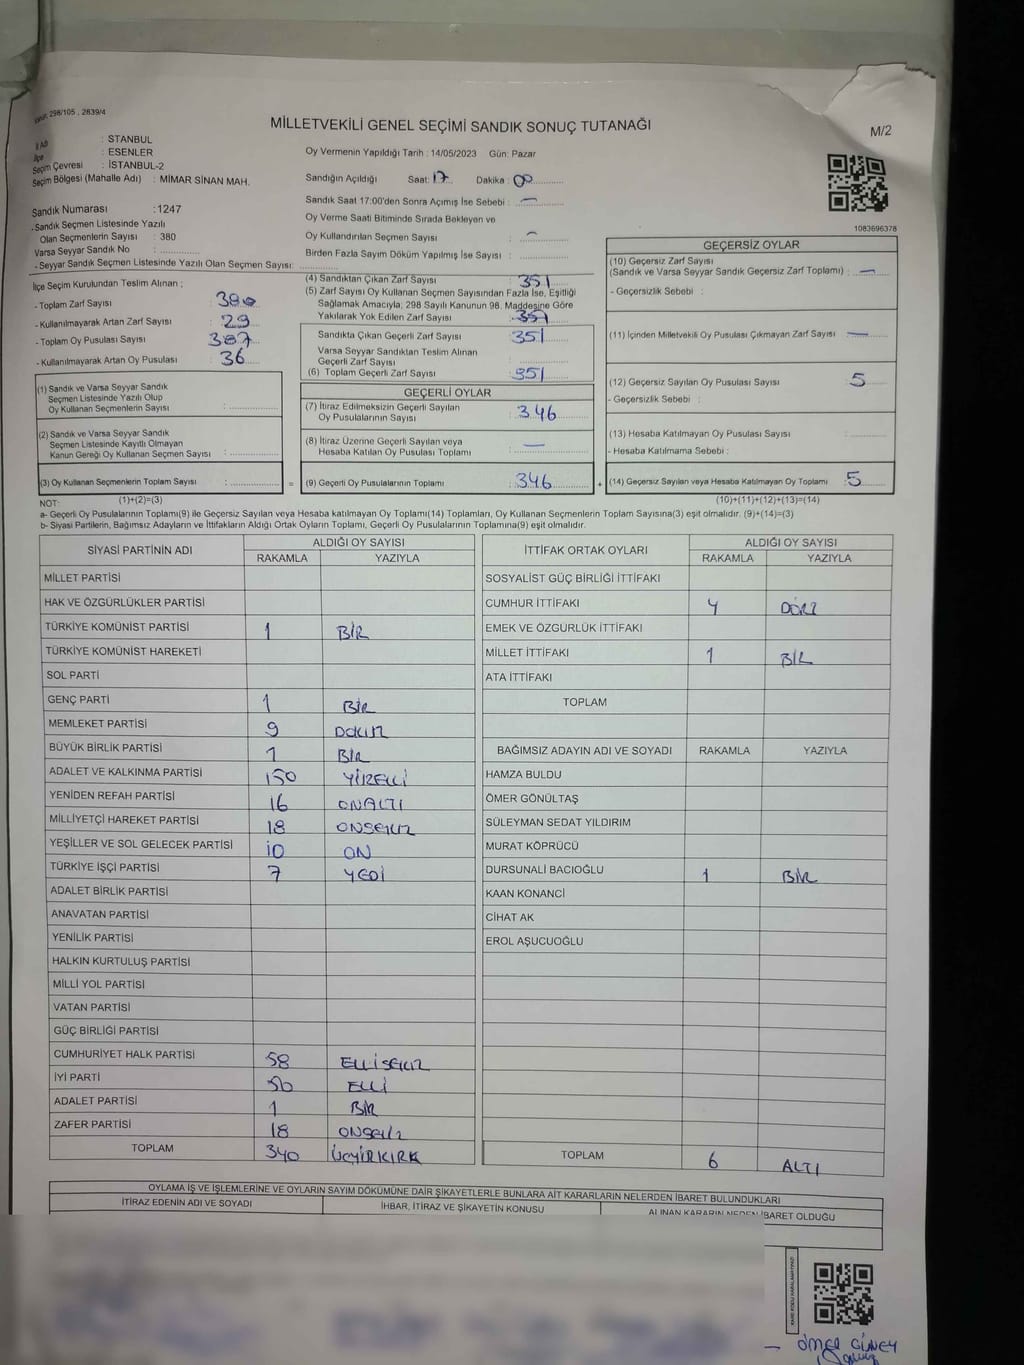 Kanun 298/105 , 2839/4
MİLLETVEKİLİ GENEL SEÇİMİ SANDIK SONUÇ TUTANAĞI
M/2
İl Adı : STANBUL
İlçe : ESENLER
Seçim Çevresi : İSTANBUL-2
Seçim Bölgesi (Mahalle Adı) : MİMAR SİNAN MAH.
Oy Vermenin Yapıldığı Tarih : 14/05/2023 Gün: Pazar
Sandığın Açıldığı Saat: 17 Dakika : 00
Sandık Saat 17:00'den Sonra Açımış İse Sebebi : —
Oy Verme Saati Bitiminde Sırada Bekleyen ve
Oy Kullandırılan Seçmen Sayısı : —
Birden Fazla Sayım Döküm Yapılmış İse Sayısı :
1083696378
Sandık Numarası :1247
-Sandık Seçmen Listesinde Yazılı
Olan Seçmenlerin Sayısı : 380
Varsa Seyyar Sandık No :
-Seyyar Sandık Seçmen Listesinde Yazılı Olan Seçmen Sayısı:
İlçe Seçim Kurulundan Teslim Alınan ;
- Toplam Zarf Sayısı : 380
- Kullanılmayarak Artan Zarf Sayısı : 29
- Toplam Oy Pusulası Sayısı : 387
- Kullanılmayarak Artan Oy Pusulası : 36
(1) Sandık ve Varsa Seyyar Sandık
Seçmen Listesinde Yazılı Olup
Oy Kullanan Seçmenlerin Sayısı :
(2) Sandık ve Varsa Seyyar Sandık
Seçmen Listesinde Kayıtlı Olmayan
Kanun Gereği Oy Kullanan Seçmen Sayısı :
(3) Oy Kullanan Seçmenlerin Toplam Sayısı :
=
(4) Sandıktan Çıkan Zarf Sayısı : 351
(5) Zarf Sayısı Oy Kullanan Seçmen Sayısından Fazla İse, Eşitliği
Sağlamak Amacıyla, 298 Sayılı Kanunun 98. Maddesine Göre
Yakılarak Yok Edilen Zarf Sayısı
Sandıkta Çıkan Geçerli Zarf Sayısı 351
Varsa Seyyar Sandıktan Teslim Alınan
Geçerli Zarf Sayısı :
(6) Toplam Geçerli Zarf Sayısı : 351
GEÇERLİ OYLAR
(7) İtiraz Edilmeksizin Geçerli Sayılan
Oy Pusulalarının Sayısı : 346
(8) İtiraz Üzerine Geçerli Sayılan veya
Hesaba Katılan Oy Pusulası Toplamı : —
(9) Geçerli Oy Pusulalarının Toplamı : 346
+
GEÇERSİZ OYLAR
(10) Geçersiz Zarf Sayısı
(Sandık ve Varsa Seyyar Sandık Geçersiz Zarf Toplamı) : —
- Geçersizlik Sebebi :
(11) İçinden Milletvekili Oy Pusulası Çıkmayan Zarf Sayısı : —
(12) Geçersiz Sayılan Oy Pusulası Sayısı : 5
- Geçersizlik Sebebi :
(13) Hesaba Katılmayan Oy Pusulası Sayısı :
- Hesaba Katılmama Sebebi :
(14) Geçersiz Sayılan veya Hesaba Katılmayan Oy Toplamı : 5
NOT: (1)+(2)=(3) (10)+(11)+(12)+(13)=(14)
a- Geçerli Oy Pusulalarının Toplamı(9) ile Geçersiz Sayılan veya Hesaba katılmayan Oy Toplamı(14) Toplamları, Oy Kullanan Seçmenlerin Toplam Sayısına(3) eşit olmalıdır. (9)+(14)=(3)
b- Siyasi Partilerin, Bağımsız Adayların ve İttifakların Aldığı Ortak Oyların Toplamı, Geçerli Oy Pusulalarının Toplamına(9) eşit olmalıdır.
SİYASİ PARTİNİN ADI ALDIĞI OY SAYISI
RAKAMLA YAZIYLA
MİLLET PARTİSİ
HAK VE ÖZGÜRLÜKLER PARTİSİ
TÜRKİYE KOMÜNİST PARTİSİ 1 BİR
TÜRKİYE KOMÜNİST HAREKETİ
SOL PARTİ
GENÇ PARTİ 1 BİR
MEMLEKET PARTİSİ 9 DOKUZ
BÜYÜK BİRLİK PARTİSİ 1 BİR
ADALET VE KALKINMA PARTİSİ 150 YÜZELLİ
YENİDEN REFAH PARTİSİ 16 ONALTI
MİLLİYETÇİ HAREKET PARTİSİ 18 ONSEKİZ
YEŞİLLER VE SOL GELECEK PARTİSİ 10 ON
TÜRKİYE İŞÇİ PARTİSİ 7 YEDİ
ADALET BİRLİK PARTİSİ
ANAVATAN PARTİSİ
YENİLİK PARTİSİ
HALKIN KURTULUŞ PARTİSİ
MİLLİ YOL PARTİSİ
VATAN PARTİSİ
GÜÇ BİRLİĞİ PARTİSİ
CUMHURİYET HALK PARTİSİ 58 ELLİSEKİZ
İYİ PARTİ 50 ELLİ
ADALET PARTİSİ 1 BİR
ZAFER PARTİSİ 18 ONSEKİZ
TOPLAM 340 ÜÇYÜZKIRK
İTTİFAK ORTAK OYLARI ALDIĞI OY SAYISI
RAKAMLA YAZIYLA
SOSYALİST GÜÇ BİRLİĞİ İTTİFAKI
CUMHUR İTTİFAKI 4 DÖRT
EMEK VE ÖZGÜRLÜK İTTİFAKI
MİLLET İTTİFAKI 1 BİR
ATA İTTİFAKI
TOPLAM
BAĞIMSIZ ADAYIN ADI VE SOYADI RAKAMLA YAZIYLA
HAMZA BULDU
ÖMER GÖNÜLTAŞ
SÜLEYMAN SEDAT YILDIRIM
MURAT KÖPRÜCÜ
DURSUNALİ BACIOĞLU 1 BİR
KAAN KONANCİ
CİHAT AK
EROL AŞUCUOĞLU
TOPLAM 6 ALTI
OYLAMA İŞ VE İŞLEMLERİNE VE OYLARIN SAYIM DÖKÜMÜNE DAİR ŞİKAYETLERLE BUNLARA AİT KARARLARIN NELERDEN İBARET BULUNDUKLARI
İTİRAZ EDENİN ADI VE SOYADI İHBAR, İTİRAZ VE ŞİKAYETİN KONUSU ALINAN KARARIN NEDEN İBARET OLDUĞU
KARE KODU KARALAMAYINIZ!
— ÖMER GÜNEY